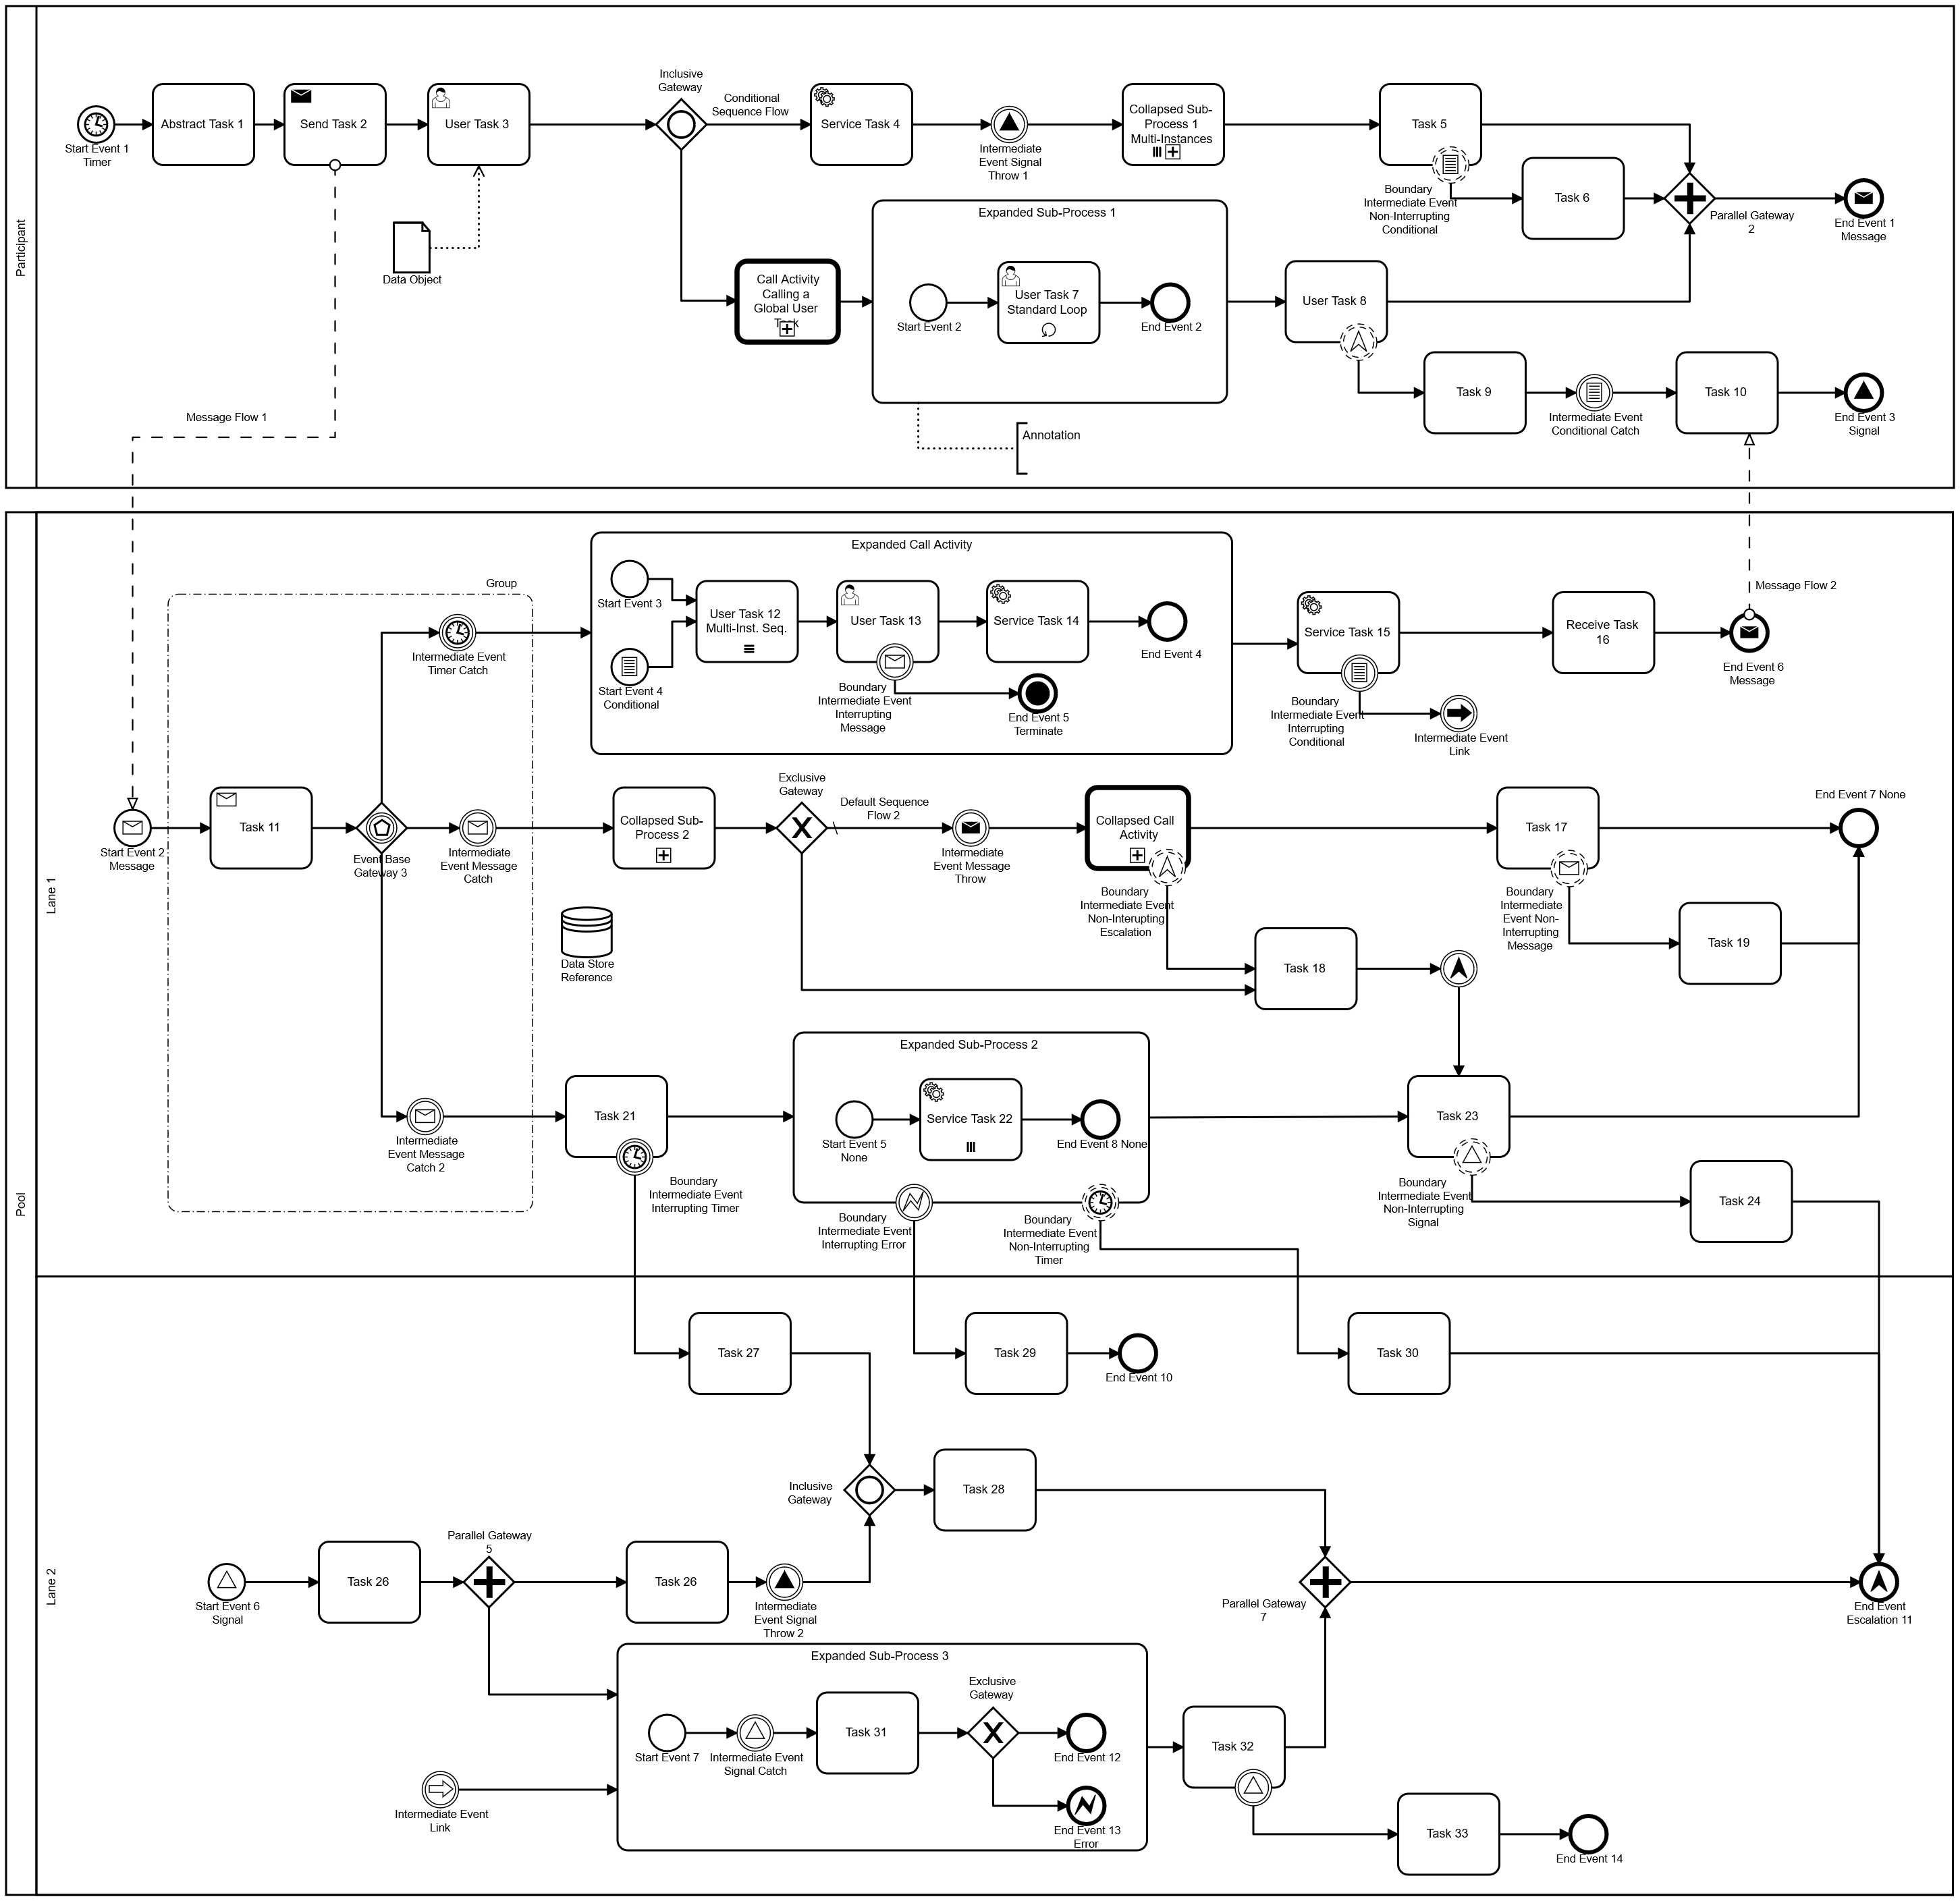 Participant
Start Event 1
Timer
Abstract Task 1
Send Task 2
User Task 3
Data Object
Message Flow 1
Inclusive
Gateway
Conditional
Sequence Flow
Service Task 4
Intermediate
Event Signal
Throw 1
Collapsed Sub-
Process 1
Multi-Instances
Task 5
Boundary
Intermediate Event
Non-Interrupting
Conditional
Task 6
Parallel Gateway
2
End Event 1
Message
Call Activity
Calling a
Global User
Task
Expanded Sub-Process 1
Start Event 2
User Task 7
Standard Loop
End Event 2
Annotation
User Task 8
Task 9
Intermediate Event
Conditional Catch
Task 10
End Event 3
Signal
Pool
Lane 1
Start Event 2
Message
Group
Task 11
Event Base
Gateway 3
Intermediate Event
Timer Catch
Intermediate
Event Message
Catch
Intermediate
Event Message
Catch 2
Expanded Call Activity
Start Event 3
Start Event 4
Conditional
User Task 12
Multi-Inst. Seq.
User Task 13
Boundary
Intermediate Event
Interrupting
Message
Service Task 14
End Event 4
End Event 5
Terminate
Service Task 15
Boundary
Intermediate Event
Interrupting
Conditional
Intermediate Event
Link
Receive Task
16
Message Flow 2
End Event 6
Message
Collapsed Sub-
Process 2
Exclusive
Gateway
Default Sequence
Flow 2
Intermediate
Event Message
Throw
Collapsed Call
Activity
Boundary
Intermediate Event
Non-Interupting
Escalation
Task 17
Boundary
Intermediate
Event Non-
Interrupting
Message
End Event 7 None
Task 19
Data Store
Reference
Task 18
Task 21
Boundary
Intermediate Event
Interrupting Timer
Expanded Sub-Process 2
Start Event 5
None
Service Task 22
End Event 8 None
Boundary
Intermediate Event
Interrupting Error
Boundary
Intermediate Event
Non-Interrupting
Timer
Task 23
Boundary
Intermediate Event
Non-Interrupting
Signal
Task 24
Lane 2
Task 27
Task 29
End Event 10
Task 30
Inclusive
Gateway
Task 28
Start Event 6
Signal
Task 26
Parallel Gateway
5
Task 26
Intermediate
Event Signal
Throw 2
Parallel Gateway
7
End Event
Escalation 11
Expanded Sub-Process 3
Start Event 7
Intermediate Event
Signal Catch
Task 31
Exclusive
Gateway
End Event 12
End Event 13
Error
Intermediate Event
Link
Task 32
Task 33
End Event 14